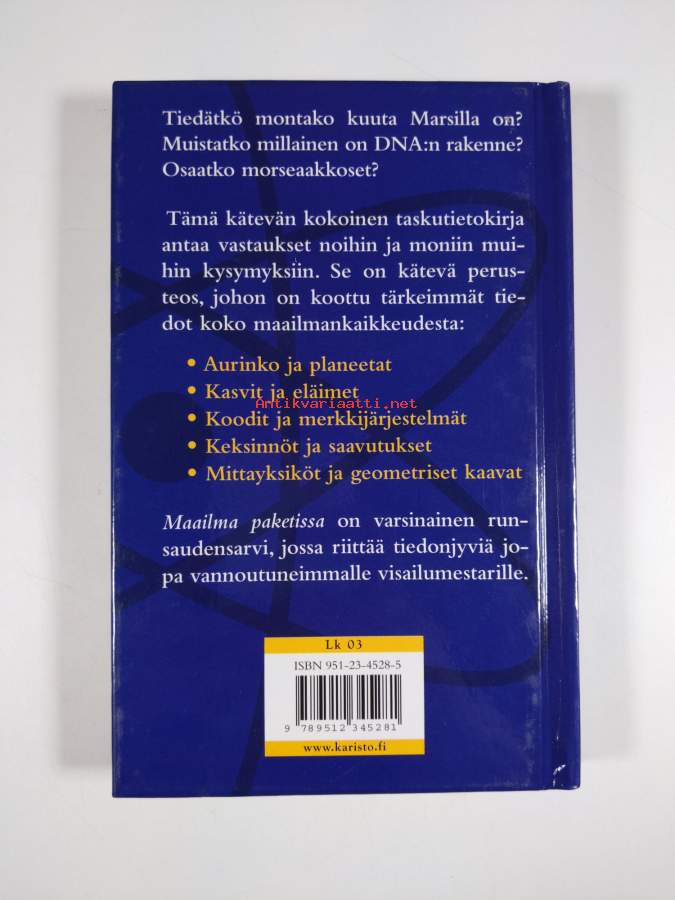 Tiedätkö montako kuuta Marsilla on?
Muistatko millainen on DNA:n rakenne?
Osaatko morseaakkoset?
Tämä kätevän kokoinen taskutietokirja
antaa vastaukset noihin ja moniin mui-
hin kysymyksiin. Se on kätevä perus-
teos, johon on koottu tärkeimmät tie-
dot koko maailmankaikkeudesta:
• Aurinko ja planeetat
• Kasvit ja eläimet
Antikvariaatti.net
• Koodit ja merkkijärjestelmät
• Keksinnöt ja saavutukset
• Mittayksiköt ja geometriset kaavat
Maailma paketissa on varsinainen run-
saudensarvi, jossa riittää tiedonjyviä jo-
pa vannoutuneimmalle visailumestarille.
Lk 03
ISBN 951-23-4528-5
9 789512 345281
www.karisto.fi